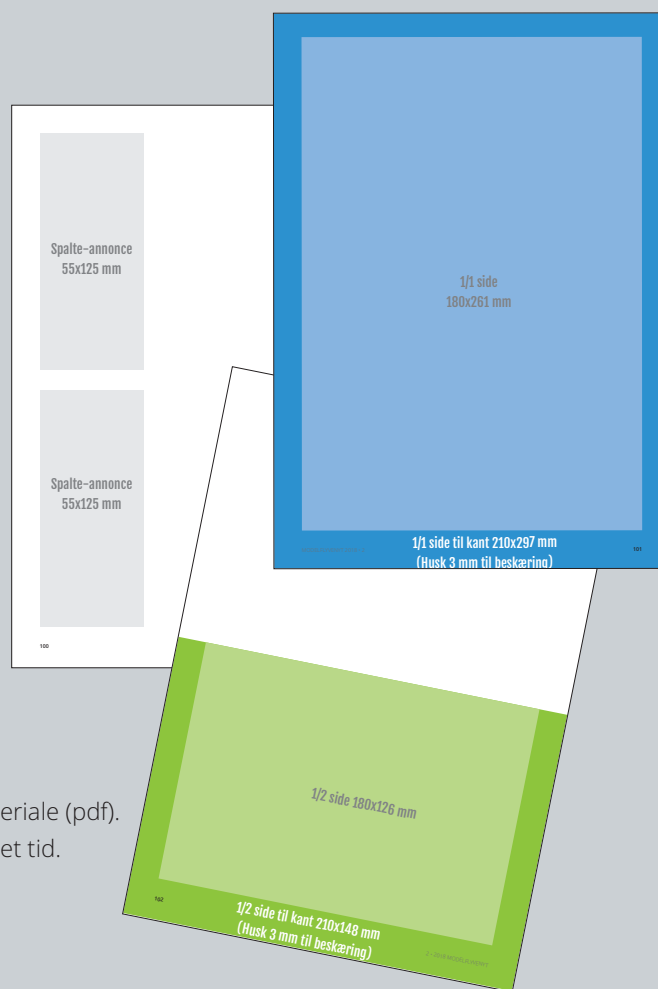 Spalte-annonce
55x125 mm
Spalte-annonce
55x125 mm
100
1/1 side
180x261 mm
1/1 side til kant 210x297 mm
(Husk 3 mm til beskæring)
101
1/2 side 180x126 mm
102
1/2 side til kant 210x148 mm
(Husk 3 mm til beskæring)
eriale (pdf).
et tid.